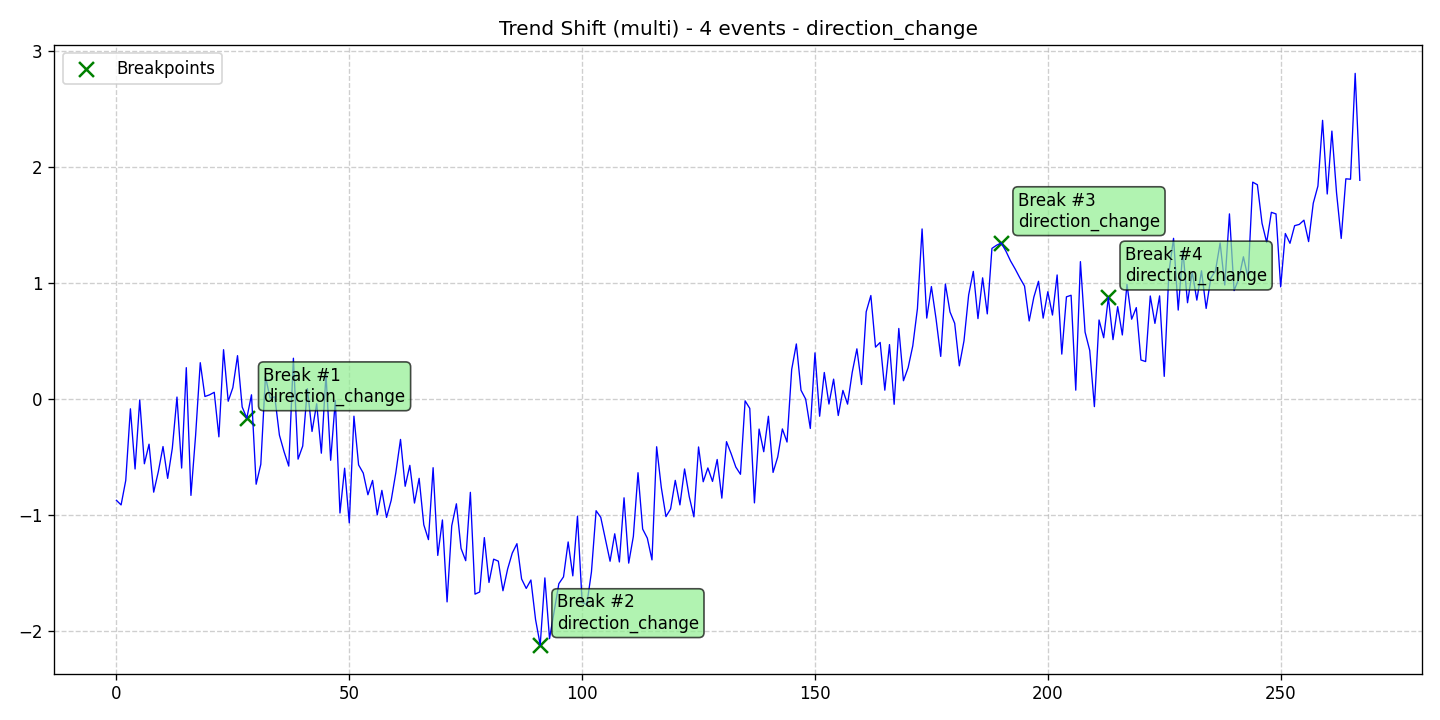 Trend Shift (multi) - 4 events - direction_change
Breakpoints
3
2
1
0
−1
−2
Break #1
direction_change
Break #2
direction_change
Break #3
direction_change
Break #4
direction_change
0
50
100
150
200
250